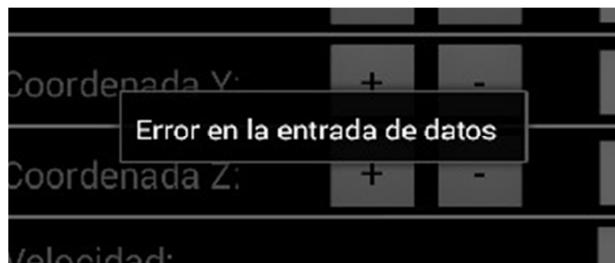 Coordenada Y:
+ -
Error en la entrada de datos
Coordenada Z:
+ -
Velocidad: